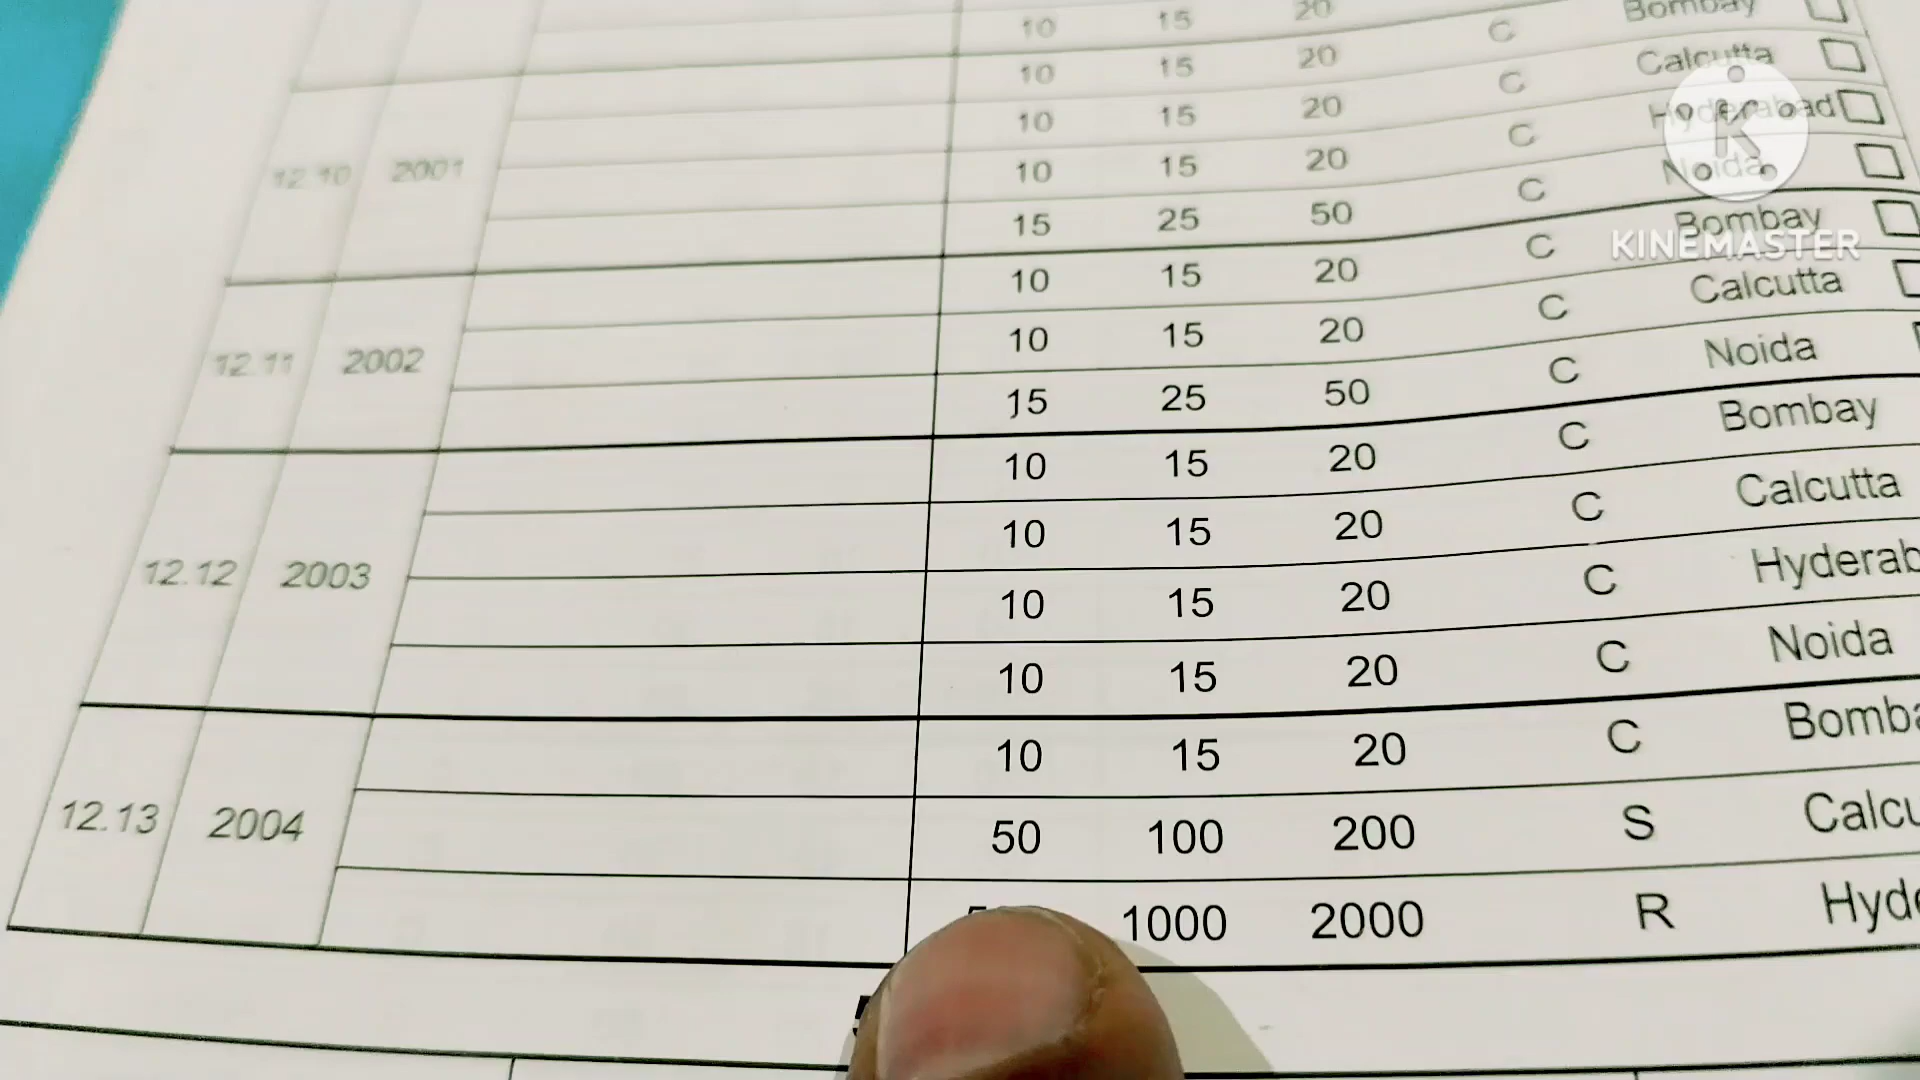 10 15 20 Bombay
10 15 20 C Calcutta
10 15 20 C Hyderabad
12.10 2001 10 15 20 C Noida
15 25 50 C Bombay
10 15 20 C Calcutta
12.11 2002 10 15 20 C Noida
15 25 50 C Bombay
10 15 20 C Calcutta
10 15 20 C Hyderab
12.12 2003 10 15 20 C Noida
10 15 20 C Bomba
10 15 20
12.13 2004 50 100 200 S Calcu
1000 2000 R Hyde
KINEMASTER